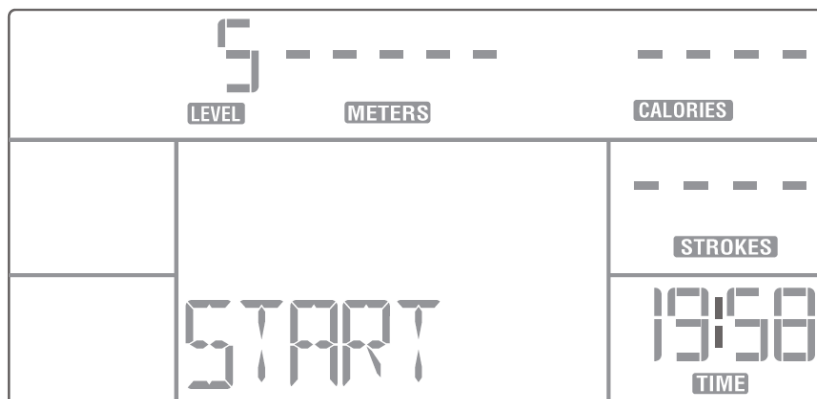 5 - - - - - - - - -
LEVEL METERS CALORIES
- - - -
STROKES
START 19:58
TIME